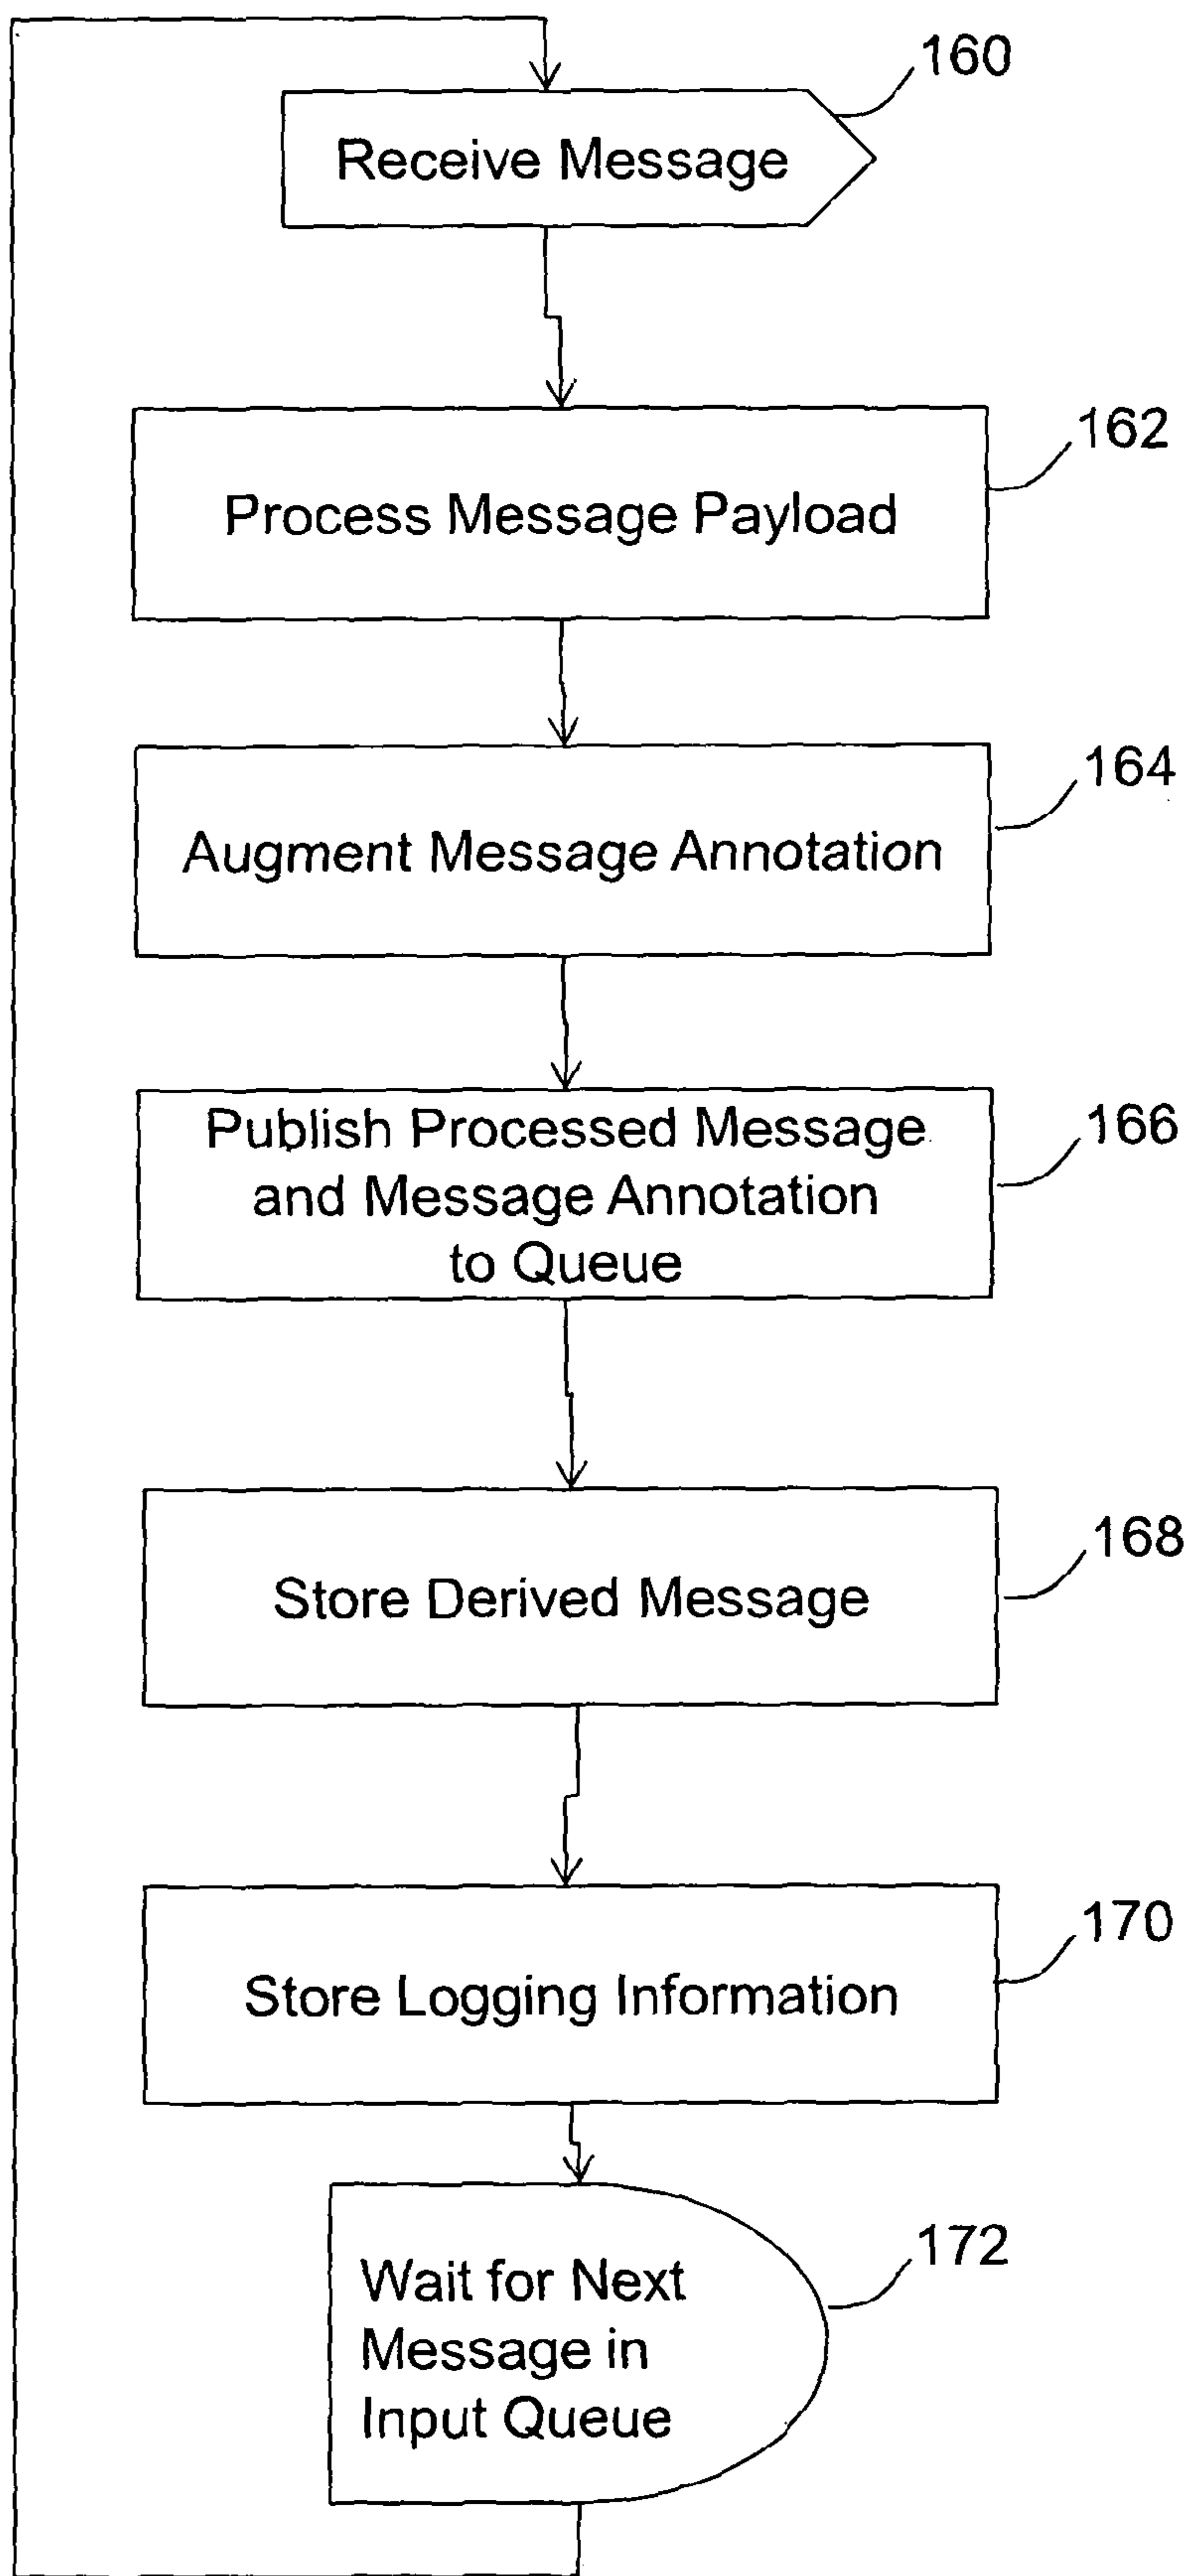 160
Receive Message
162
Process Message Payload
164
Augment Message Annotation
166
Publish Processed Message
and Message Annotation
to Queue
168
Store Derived Message
170
Store Logging Information
172
Wait for Next
Message in
Input Queue